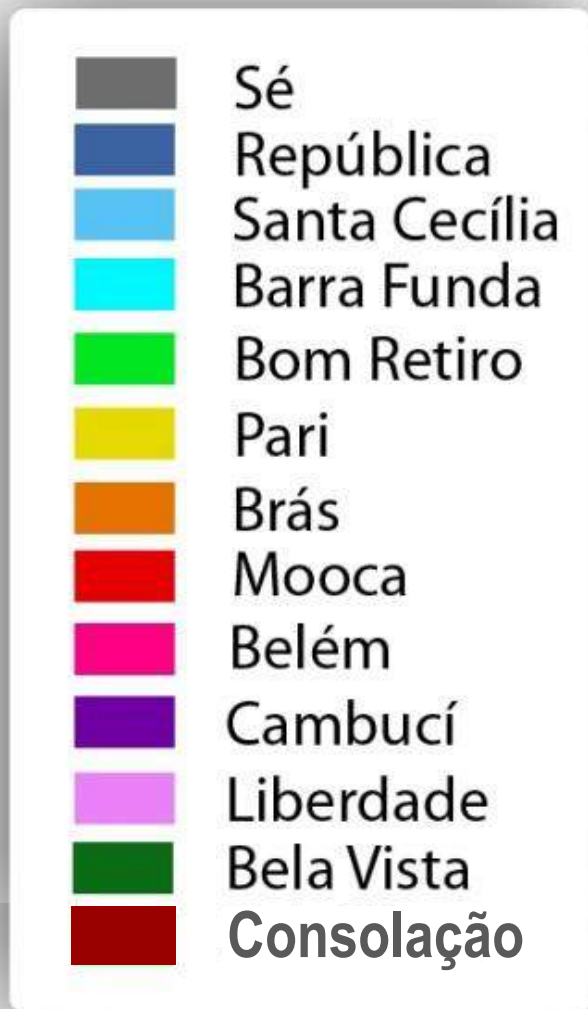 Sé
República
Santa Cecília
Barra Funda
Bom Retiro
Pari
Brás
Mooca
Belém
Cambucí
Liberdade
Bela Vista
Consolação